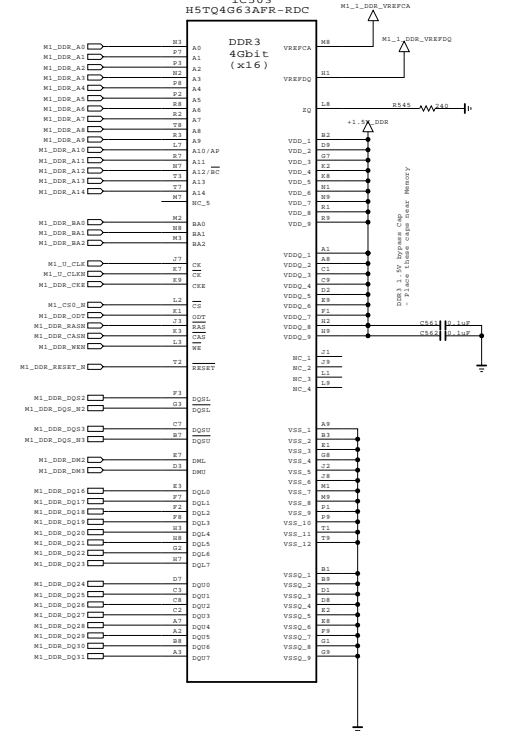 IC503
H5TQ4G63AFR-RDC
DDR3
4Gbit
(x16)
M1_DDR_A0 N3 A0
M1_DDR_A1 P7 A1
M1_DDR_A2 P3 A2
M1_DDR_A3 N2 A3
M1_DDR_A4 P8 A4
M1_DDR_A5 P2 A5
M1_DDR_A6 R8 A6
M1_DDR_A7 R2 A7
M1_DDR_A8 T8 A8
M1_DDR_A9 R3 A9
M1_DDR_A10 L7 A10/AP
M1_DDR_A11 R7 A11
M1_DDR_A12 N7 A12/BC
M1_DDR_A13 T3 A13
M1_DDR_A14 T7 A14
M7 NC_5
M1_DDR_BA0 M2 BA0
M1_DDR_BA1 N8 BA1
M1_DDR_BA2 M3 BA2
M1_U_CLK J7 CK
M1_U_CLKN K7 CK
M1_DDR_CKE K9 CKE
M1_CS0_N L2 CS
M1_DDR_ODT K1 ODT
M1_DDR_RASN J3 RAS
M1_DDR_CASN K3 CAS
M1_DDR_WEN L3 WE
M1_DDR_RESET_N T2 RESET
M1_DDR_DQS2 F3 DQSL
M1_DDR_DQS_N2 G3 DQSL
M1_DDR_DQS3 C7 DQSU
M1_DDR_DQS_N3 B7 DQSU
M1_DDR_DM2 E7 DML
M1_DDR_DM3 D3 DMU
M1_DDR_DQ16 E3 DQL0
M1_DDR_DQ17 F7 DQL1
M1_DDR_DQ18 F2 DQL2
M1_DDR_DQ19 F8 DQL3
M1_DDR_DQ20 H3 DQL4
M1_DDR_DQ21 H8 DQL5
M1_DDR_DQ22 G2 DQL6
M1_DDR_DQ23 H7 DQL7
M1_DDR_DQ24 D7 DQU0
M1_DDR_DQ25 C3 DQU1
M1_DDR_DQ26 C8 DQU2
M1_DDR_DQ27 C2 DQU3
M1_DDR_DQ28 A7 DQU4
M1_DDR_DQ29 A2 DQU5
M1_DDR_DQ30 B8 DQU6
M1_DDR_DQ31 A3 DQU7
M1_1_DDR_VREFCA
VREFCA M8
M1_1_DDR_VREFDQ
VREFDQ H1
ZQ L8 R545 240
+1.5V_DDR
VDD_1 B2
VDD_2 D9
VDD_3 G7
VDD_4 K2
VDD_5 K8
VDD_6 N1
VDD_7 N9
VDD_8 R1
VDD_9 R9
VDDQ_1 A1
VDDQ_2 A8
VDDQ_3 C1
VDDQ_4 C9
VDDQ_5 D2
VDDQ_6 E9
VDDQ_7 F1
VDDQ_8 H2 C561 0.1uF
VDDQ_9 H9 C562 0.1uF
DDR3 1.5V bypass Cap
- Place these caps near Memory
NC_1 J1
NC_2 J9
NC_3 L1
NC_4 L9
VSS_1 A9
VSS_2 B3
VSS_3 E1
VSS_4 G8
VSS_5 J2
VSS_6 J8
VSS_7 M1
VSS_8 M9
VSS_9 P1
VSS_10 P9
VSS_11 T1
VSS_12 T9
VSSQ_1 B1
VSSQ_2 B9
VSSQ_3 D1
VSSQ_4 D8
VSSQ_5 E2
VSSQ_6 E8
VSSQ_7 F9
VSSQ_8 G1
VSSQ_9 G9